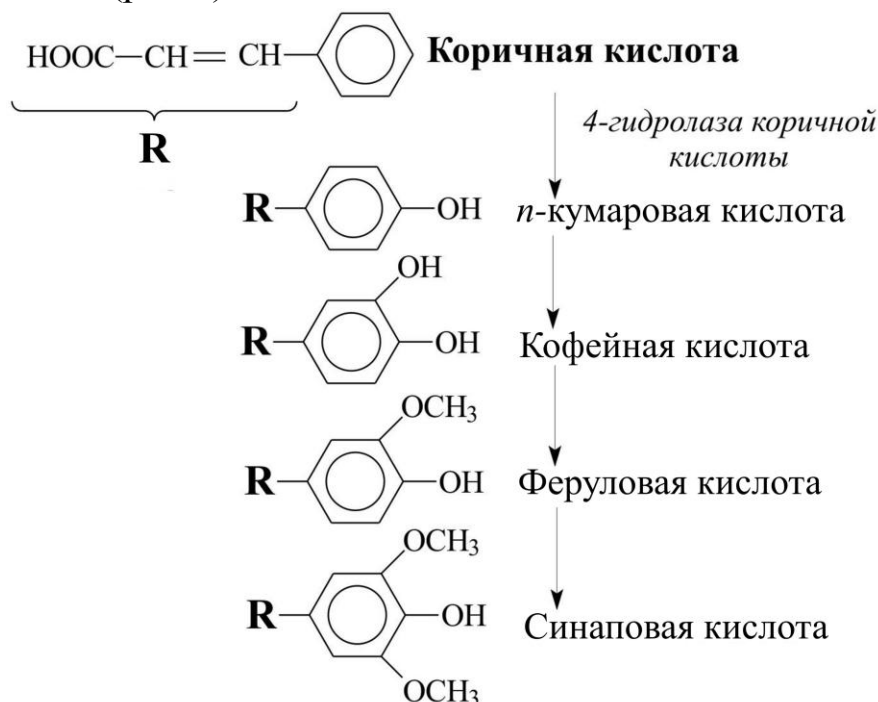 HOOC—CH=CH— Коричная кислота
R
4-гидролаза коричной
кислоты
R—OH n-кумаровая кислота
OH
R—OH Кофейная кислота
OCH₃
R—OH Феруловая кислота
OCH₃
R—OH Синаповая кислота
OCH₃